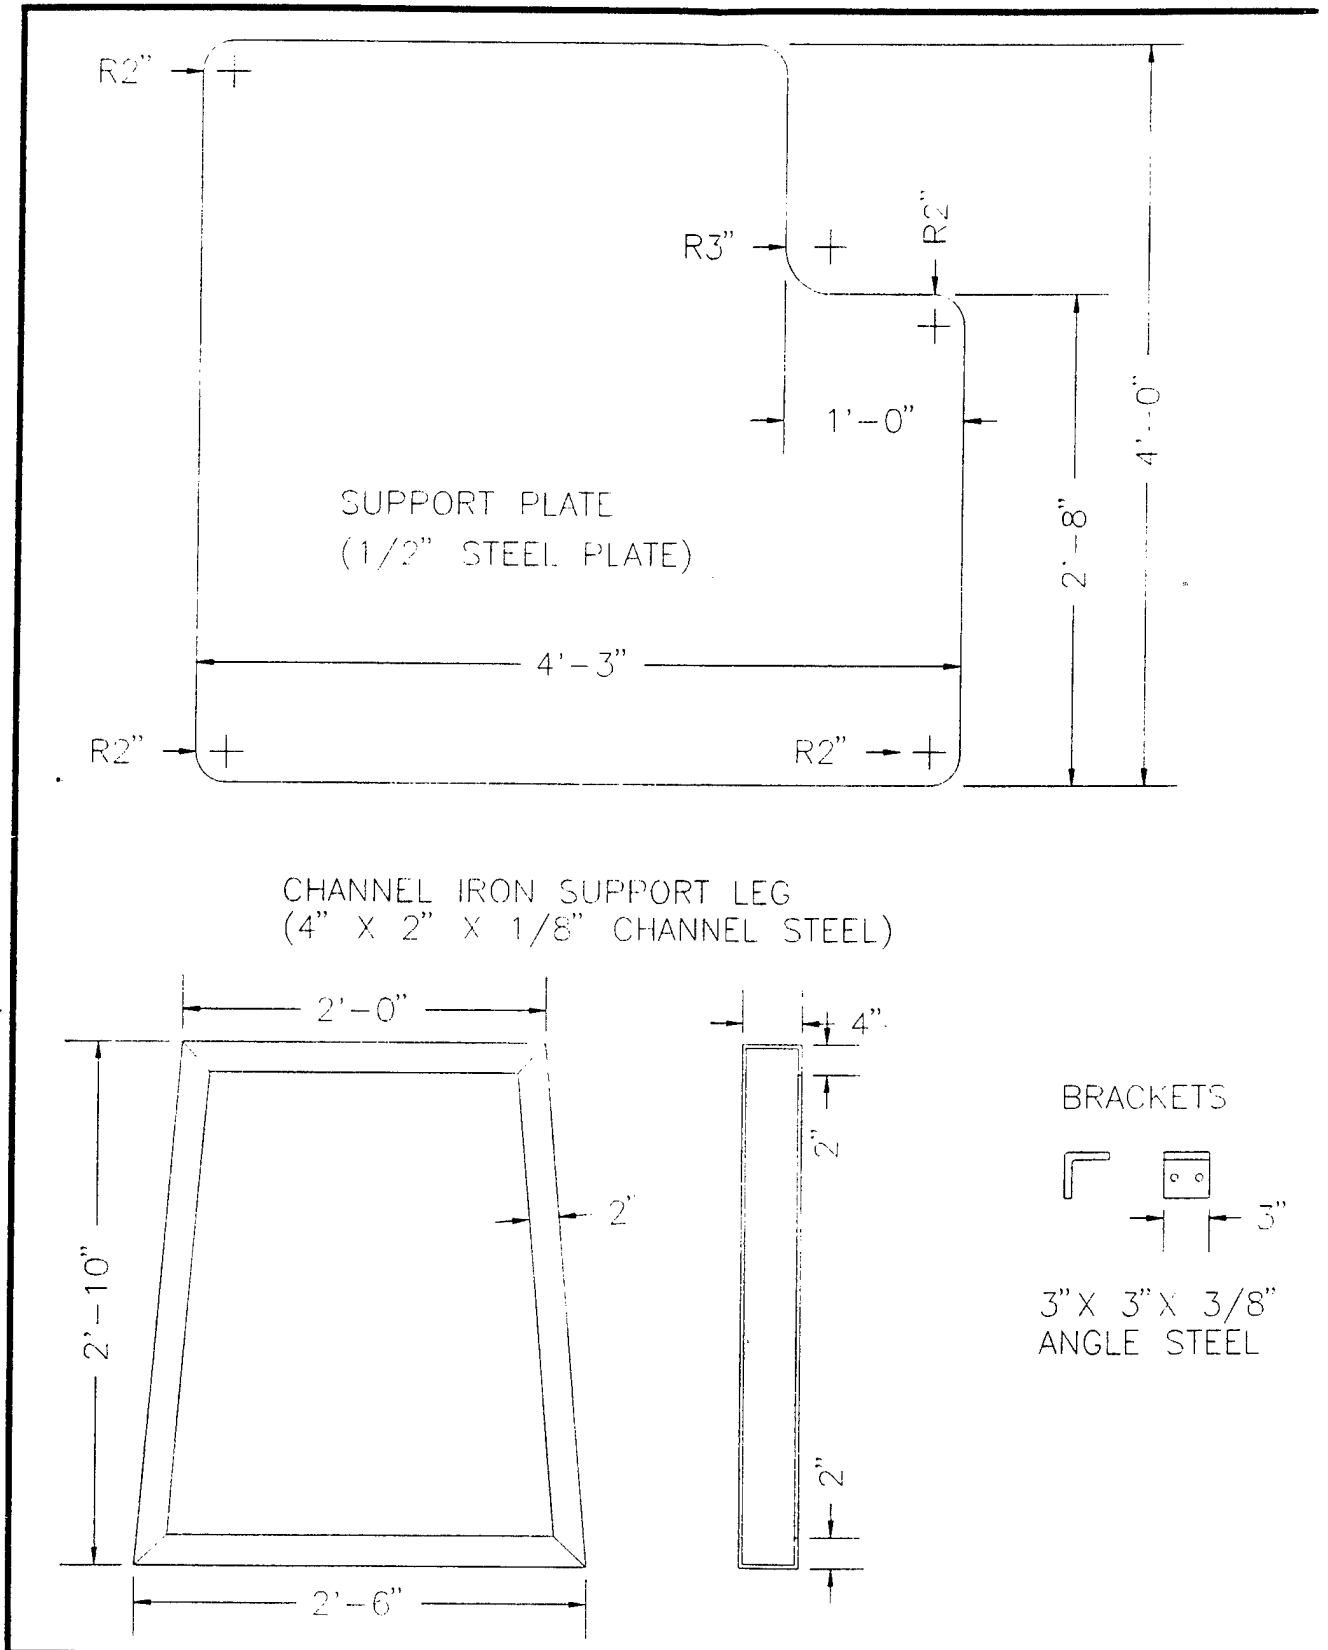 R2"
R3"
R2"
1'-0"
4'-0"
SUPPORT PLATE
(1/2" STEEL PLATE)
2'-8"
4'-3"
R2"
R2"
CHANNEL IRON SUPPORT LEG
(4" X 2" X 1/8" CHANNEL STEEL)
2'-0"
4"
2"
BRACKETS
2"
3"
2'-10"
3" X 3" X 3/8"
ANGLE STEEL
2"
2'-6"